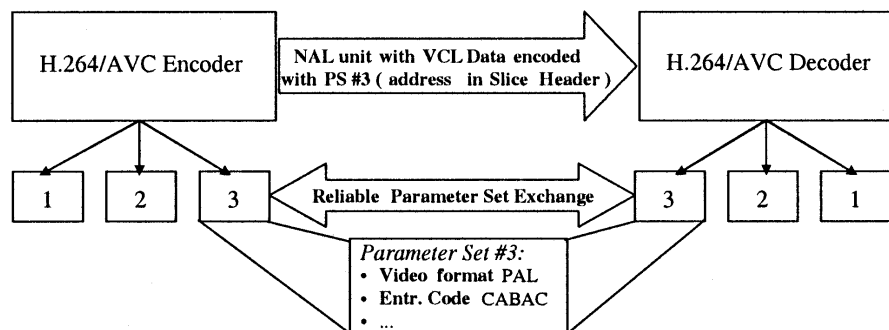 H.264/AVC Encoder
NAL unit with VCL Data encoded
with PS #3 ( address in Slice Header )
H.264/AVC Decoder
1 2 3
Reliable Parameter Set Exchange
3 2 1
Parameter Set #3:
• Video format PAL
• Entr. Code CABAC
• ...